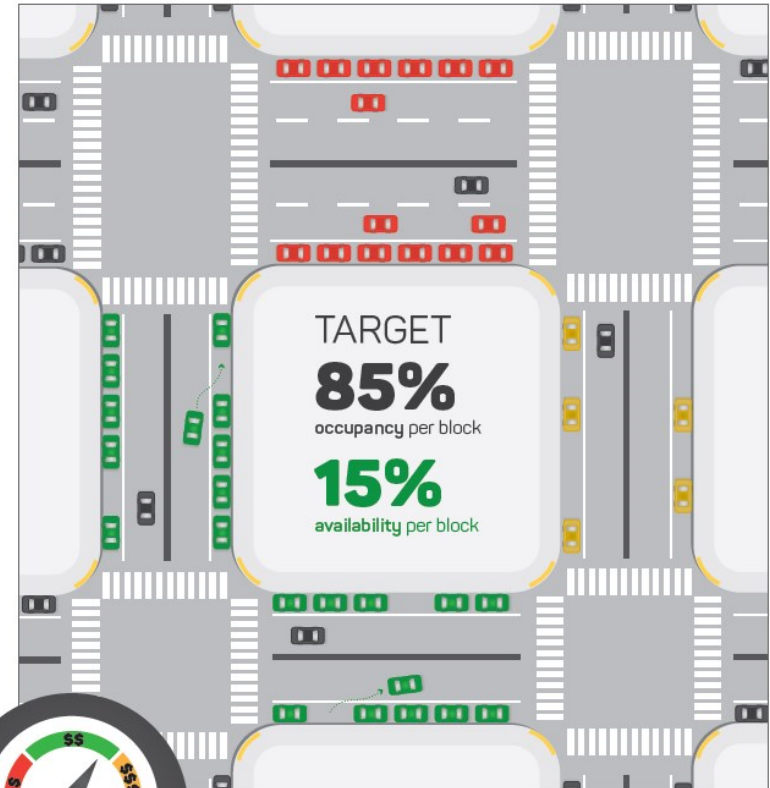 TARGET
85%
occupancy per block
15%
availability per block
$$